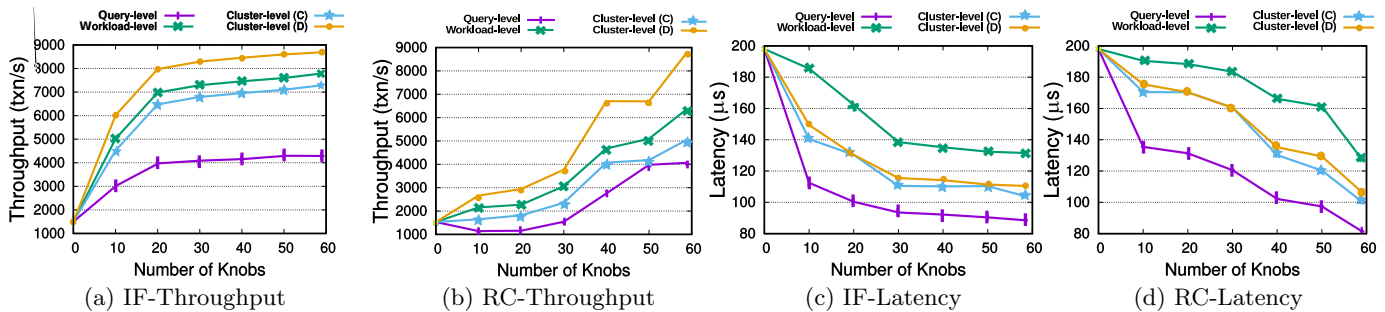 Query-level
Workload-level
Cluster-level (C)
Cluster-level (D)
9000
8000
7000
6000
5000
4000
3000
2000
1000
Throughput (txn/s)
0 10 20 30 40 50 60
Number of Knobs
(a) IF-Throughput
Query-level
Workload-level
Cluster-level (C)
Cluster-level (D)
9000
8000
7000
6000
5000
4000
3000
2000
1000
Throughput (txn/s)
0 10 20 30 40 50 60
Number of Knobs
(b) RC-Throughput
Query-level
Workload-level
Cluster-level (C)
Cluster-level (D)
200
180
160
140
120
100
80
Latency (μs)
0 10 20 30 40 50 60
Number of Knobs
(c) IF-Latency
Query-level
Workload-level
Cluster-level (C)
Cluster-level (D)
200
180
160
140
120
100
80
Latency (μs)
0 10 20 30 40 50 60
Number of Knobs
(d) RC-Latency